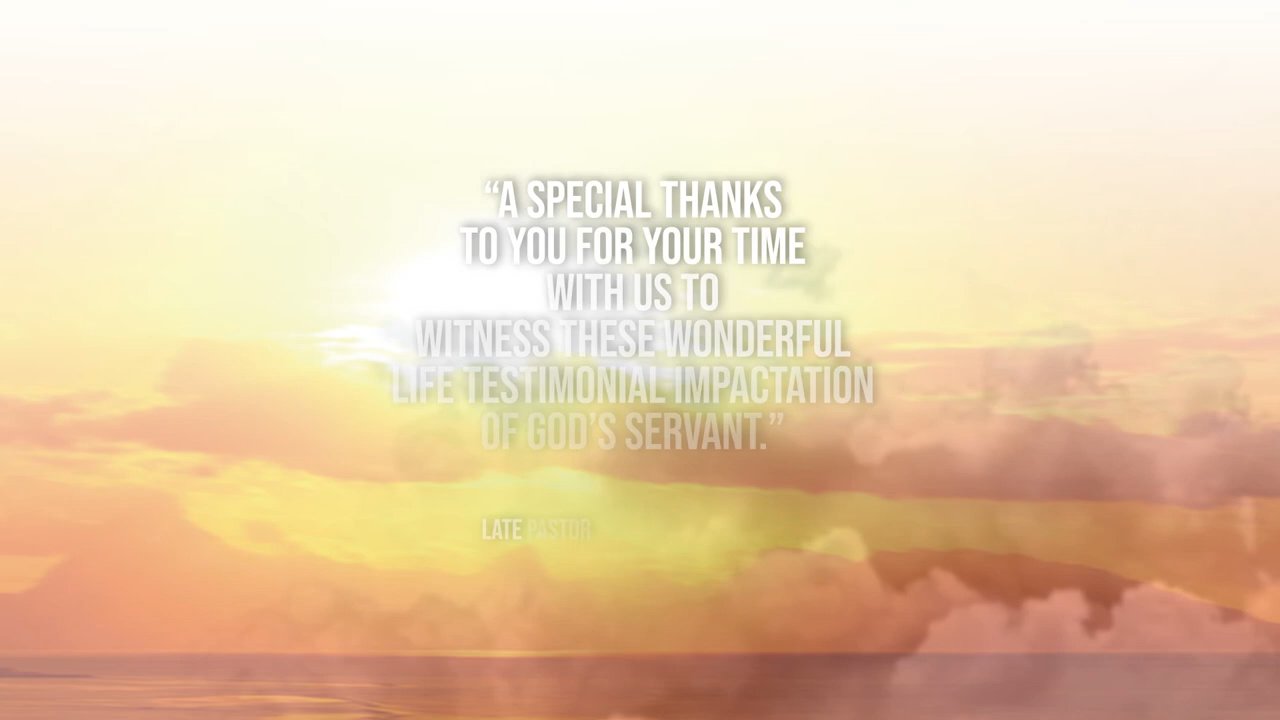 “A SPECIAL THANKS
TO YOU FOR YOUR TIME
WITH US TO
WITNESS THESE WONDERFUL
LIFE TESTIMONIAL IMPACTATION
OF GOD’S SERVANT.”
LATE PASTOR